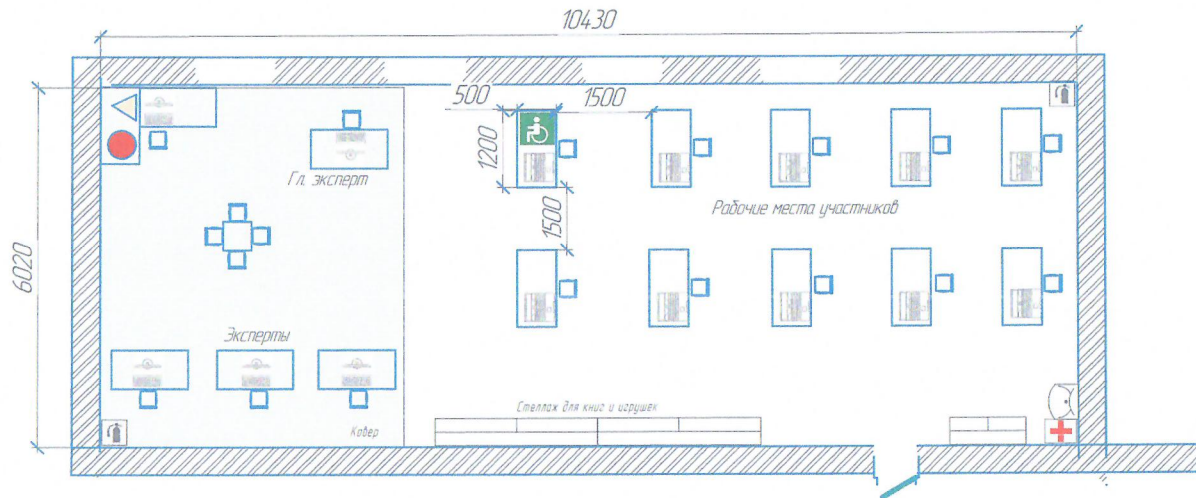 10430
500
1500
1200
Гл. эксперт
1500
Рабочие места участников
6020
Эксперты
Стеллаж для книг и игрушек
Ковер